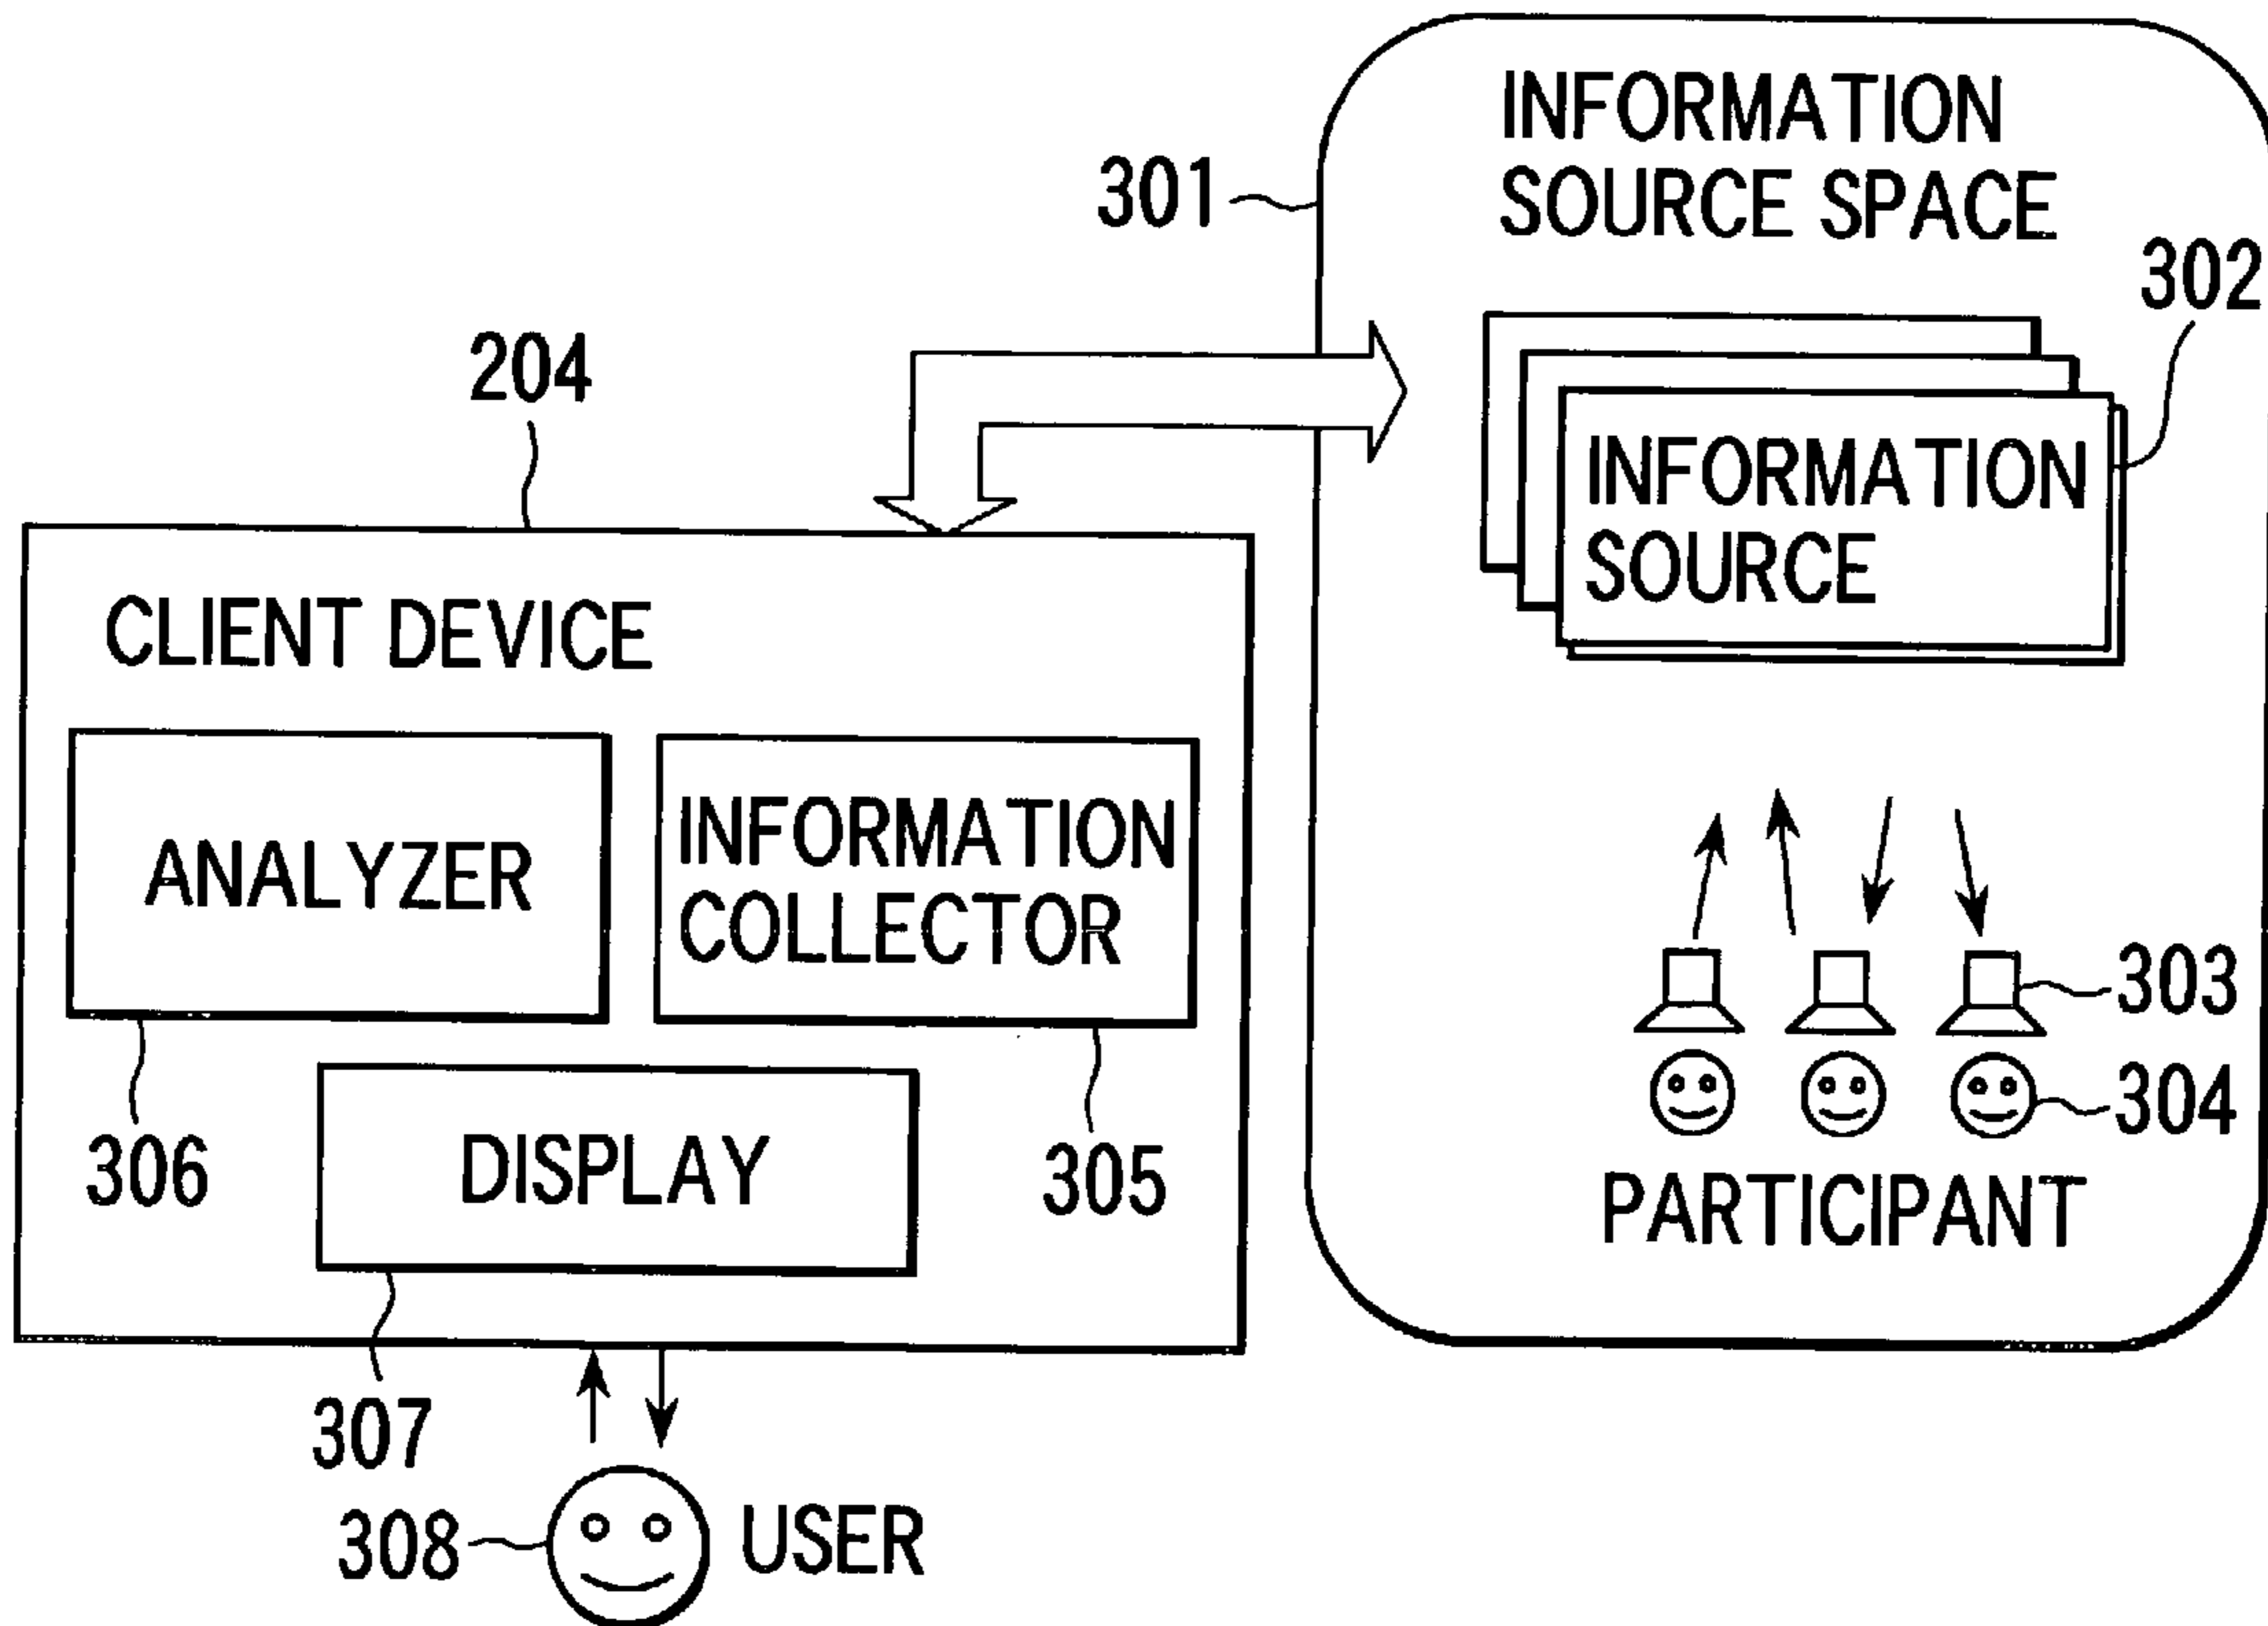 INFORMATION
SOURCE SPACE
301
302
204
INFORMATION
SOURCE
CLIENT DEVICE
ANALYZER
INFORMATION
COLLECTOR
303
304
306
DISPLAY
305
PARTICIPANT
307
308
USER